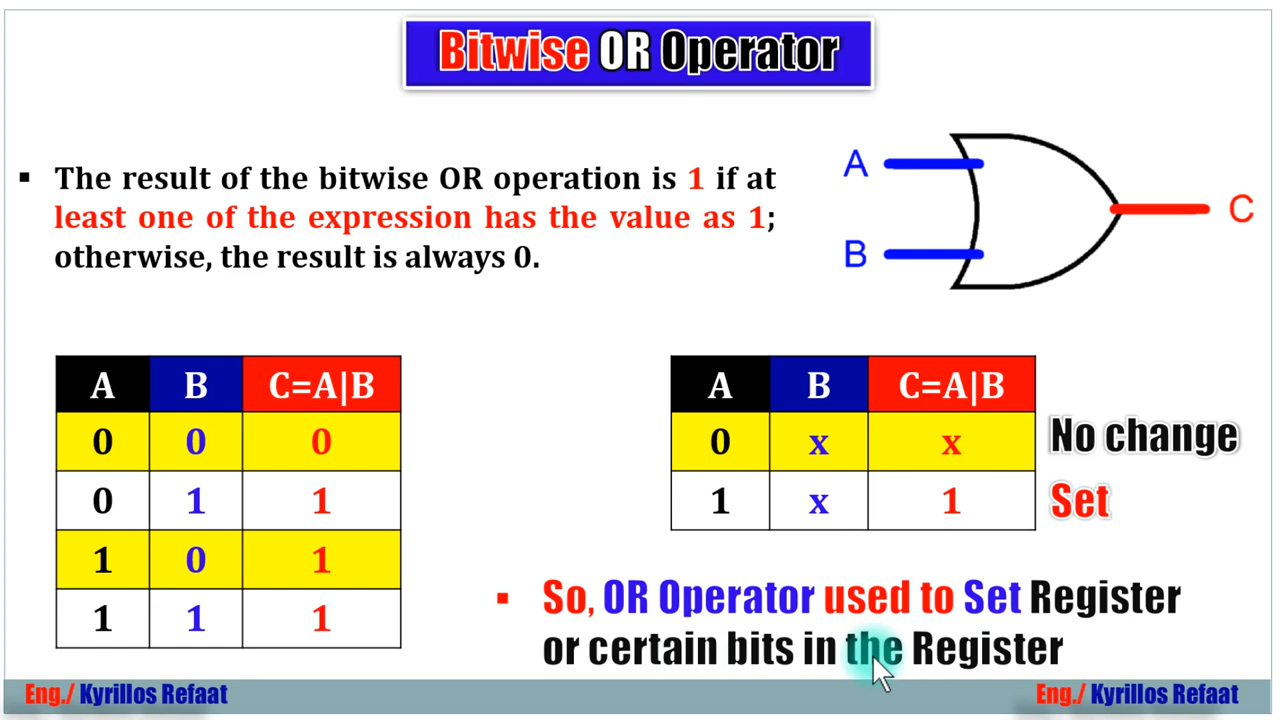 Bitwise OR Operator
▪ The result of the bitwise OR operation is 1 if at
least one of the expression has the value as 1;
otherwise, the result is always 0.
A
B
C
A B C=A|B
0 0 0
0 1 1
1 0 1
1 1 1
A B C=A|B
0 x x No change
1 x 1 Set
▪ So, OR Operator used to Set Register
or certain bits in the Register
Eng./ Kyrillos Refaat
Eng./ Kyrillos Refaat